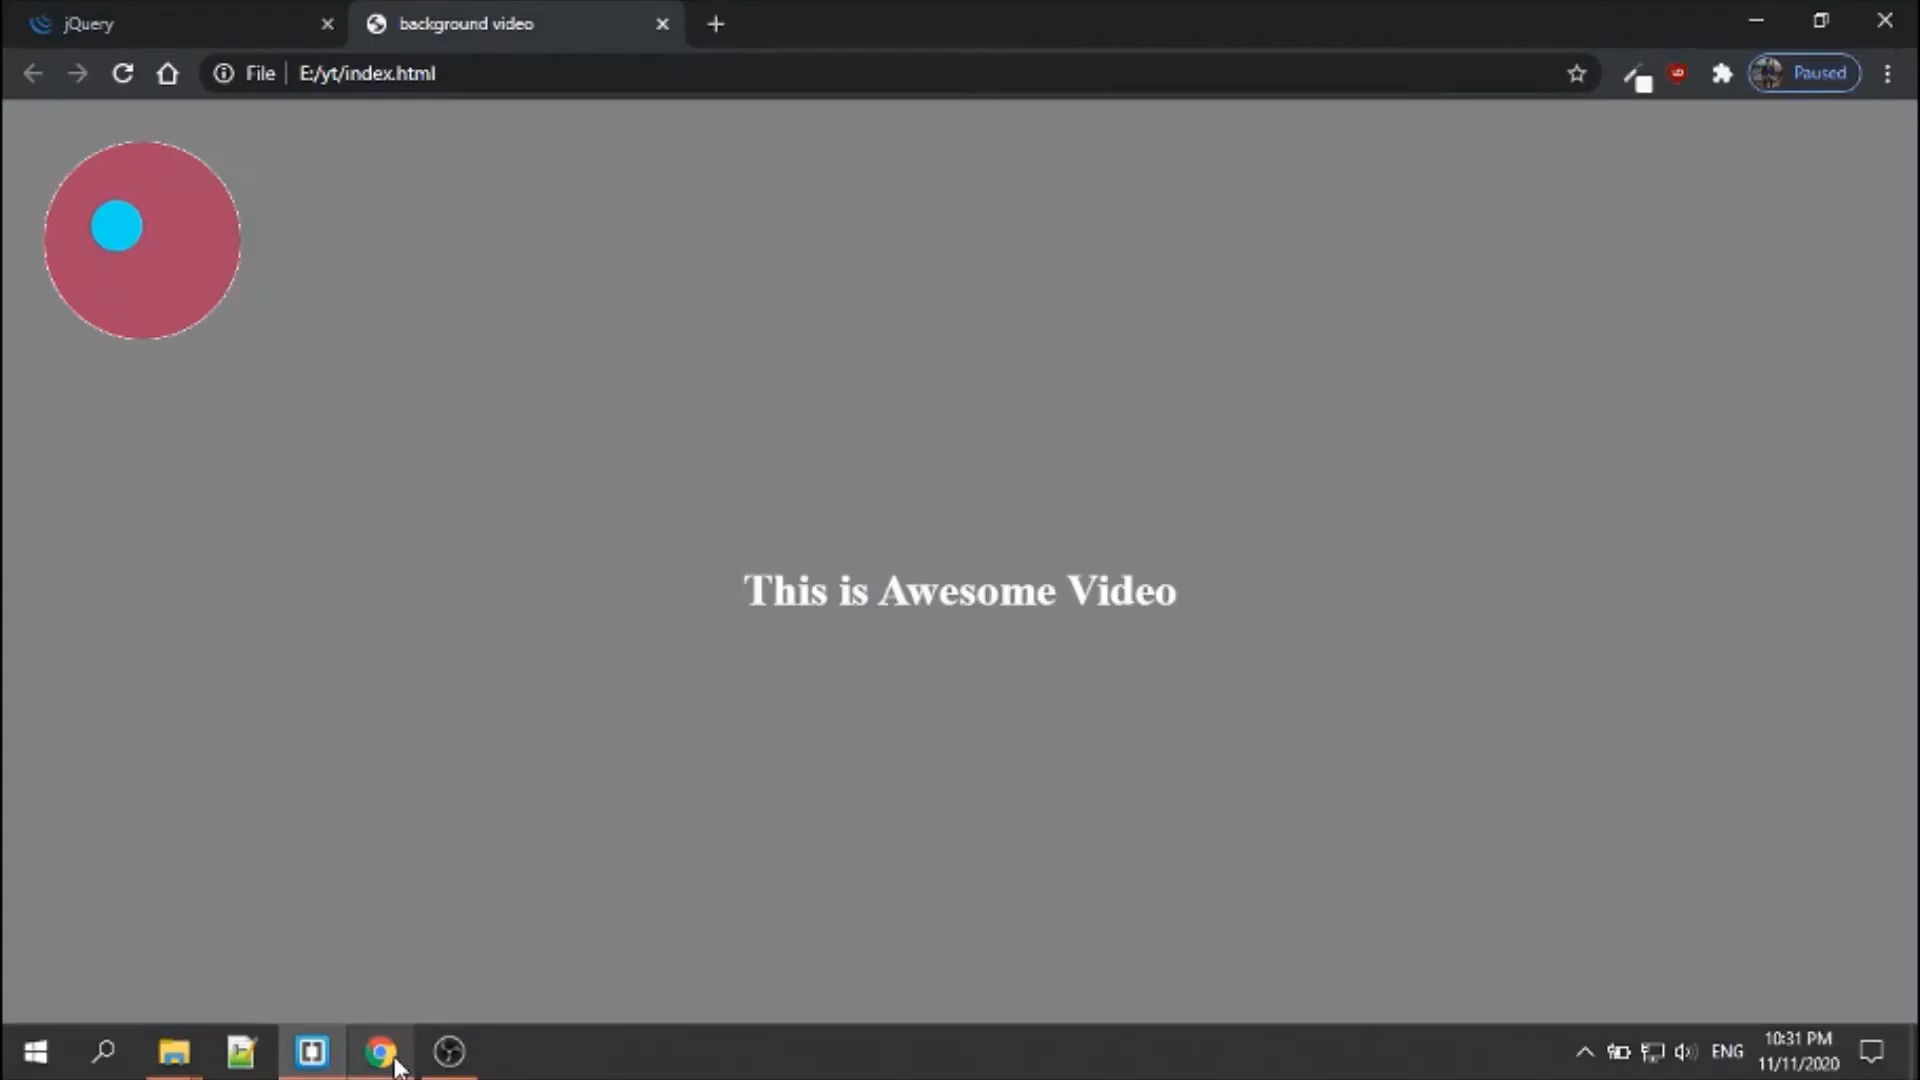 jQuery
background video
File
E:/yt/index.html
Paused
This is Awesome Video
ENG
10:31 PM
11/11/2020